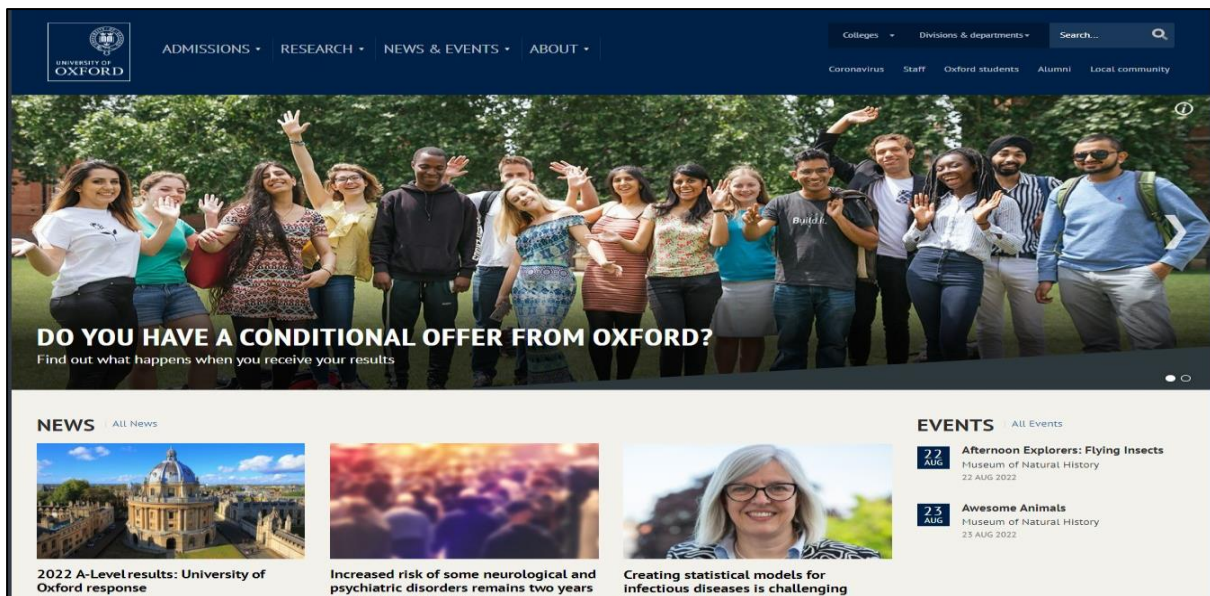 UNIVERSITY OF
OXFORD
ADMISSIONS
RESEARCH
NEWS & EVENTS
ABOUT
Colleges
Divisions & departments
Search...
Coronavirus
Staff
Oxford students
Alumni
Local community
Build
DO YOU HAVE A CONDITIONAL OFFER FROM OXFORD?
Find out what happens when you receive your results
NEWS
All News
2022 A-Level results: University of
Oxford response
Increased risk of some neurological and
psychiatric disorders remains two years
Creating statistical models for
infectious diseases is challenging
EVENTS
All Events
22
AUG
Afternoon Explorers: Flying Insects
Museum of Natural History
22 AUG 2022
23
AUG
Awesome Animals
Museum of Natural History
23 AUG 2022